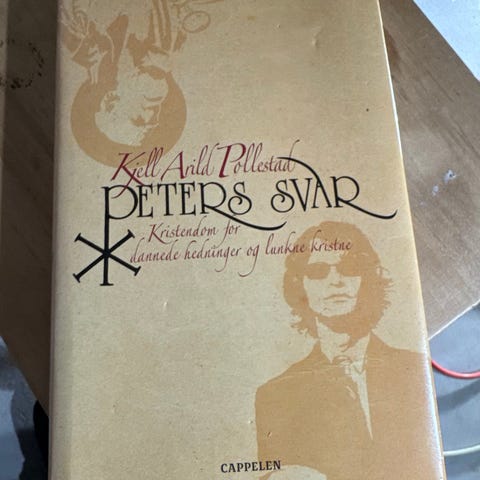 Kjell Arild Pollestad
PETERS SVAR
Kristendom for
dannede hedninger og lunkne kristne
CAPPELEN